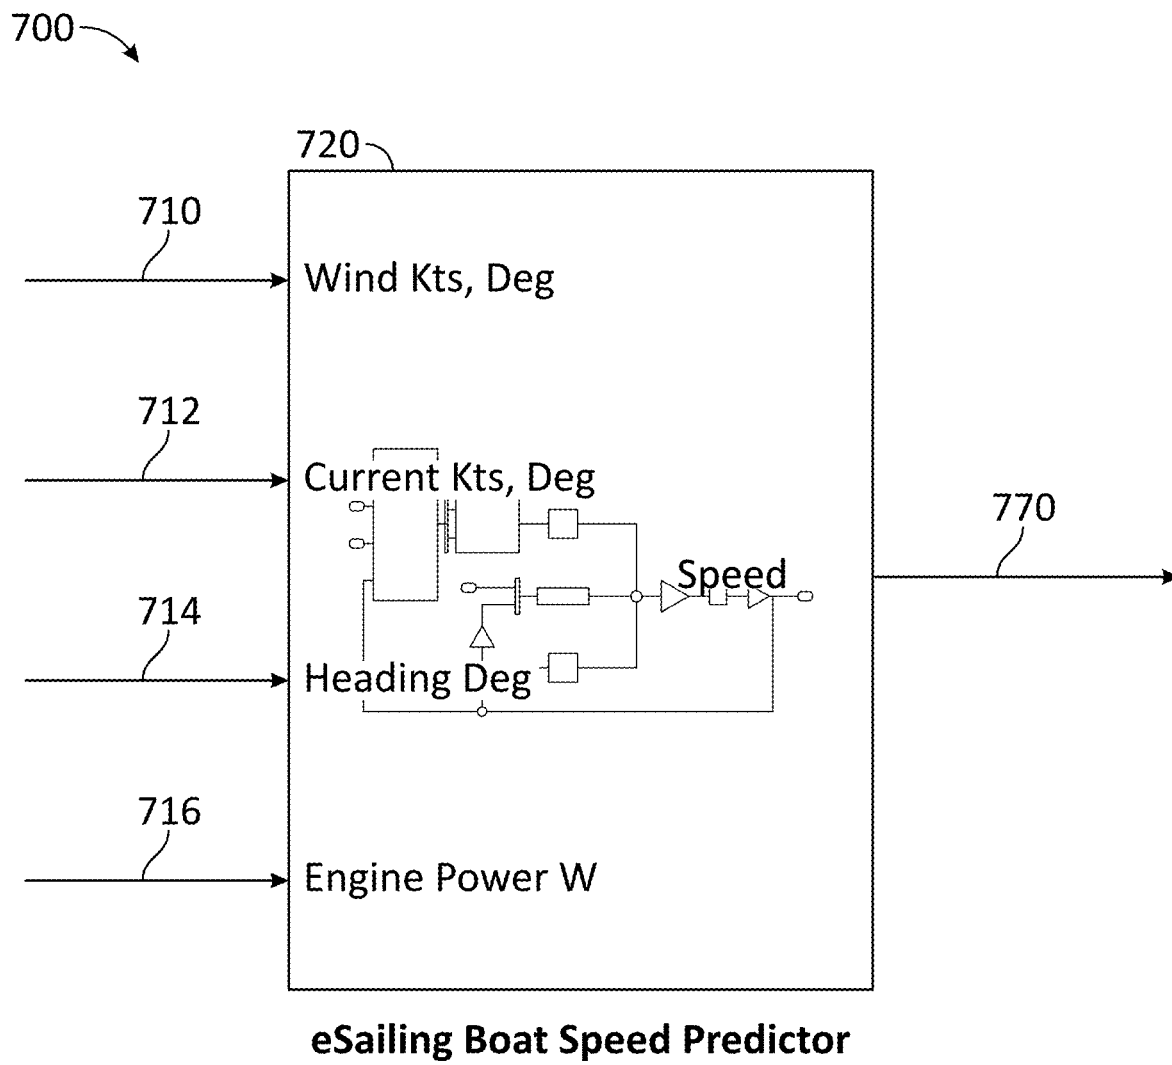 700
720
710
Wind Kts, Deg
712
Current Kts, Deg
770
Speed
714
Heading Deg
716
Engine Power W
eSailing Boat Speed Predictor